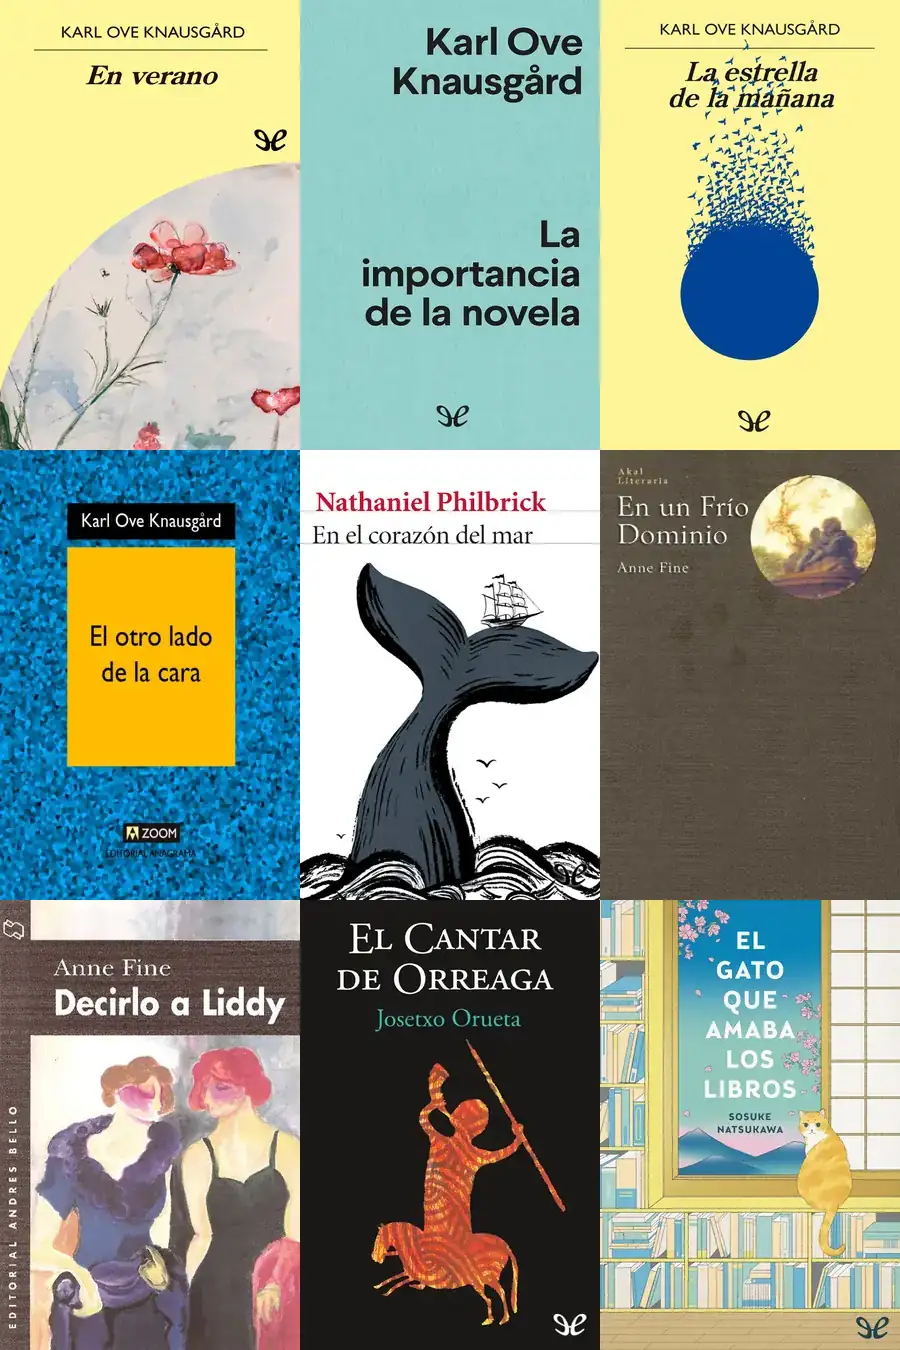 KARL OVE KNAUSGÅRD
En verano
Karl Ove
Knausgård
La
importancia
de la novela
KARL OVE KNAUSGÅRD
La estrella
de la mañana
Karl Ove Knausgård
El otro lado
de la cara
ZOOM
EDITORIAL ANAGRAMA
Nathaniel Philbrick
En el corazón del mar
Akal
Literaria
En un Frío
Dominio
Anne Fine
Anne Fine
Decirlo a Liddy
EDITORIAL ANDRES BELLO
EL CANTAR
DE ORREAGA
Josetxo Orueta
EL
GATO
QUE
AMABA
LOS
LIBROS
SOSUKE
NATSUKAWA